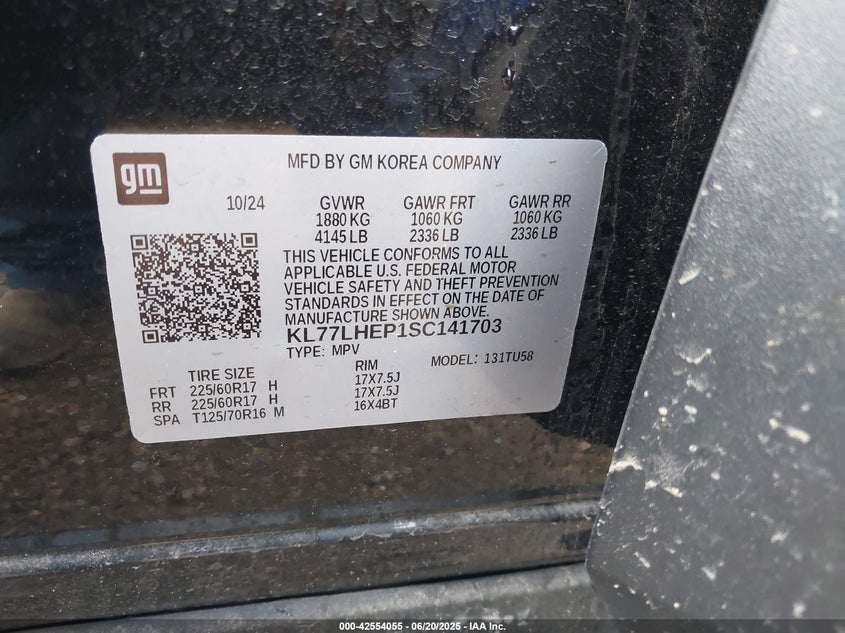 gm
MFD BY GM KOREA COMPANY
10/24 GVWR GAWR FRT GAWR RR
1880 KG 1060 KG 1060 KG
4145 LB 2336 LB 2336 LB
THIS VEHICLE CONFORMS TO ALL
APPLICABLE U.S. FEDERAL MOTOR
VEHICLE SAFETY AND THEFT PREVENTION
STANDARDS IN EFFECT ON THE DATE OF
MANUFACTURE SHOWN ABOVE.
KL77LHEP1SC141703
TYPE: MPV MODEL: 131TU58
TIRE SIZE RIM
FRT 225/60R17 H 17X7.5J
RR 225/60R17 H 17X7.5J
SPA T125/70R16 M 16X4BT
000-42554055 - 06/20/2025 - IAA Inc.